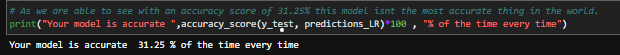 # As we are able to see with an accuracy score of 31.25% this model isnt the most accurate thing in the world.
print("Your model is accurate ",accuracy_score(y_test, predictions_LR)*100 , "% of the time every time")
Your model is accurate  31.25 % of the time every time